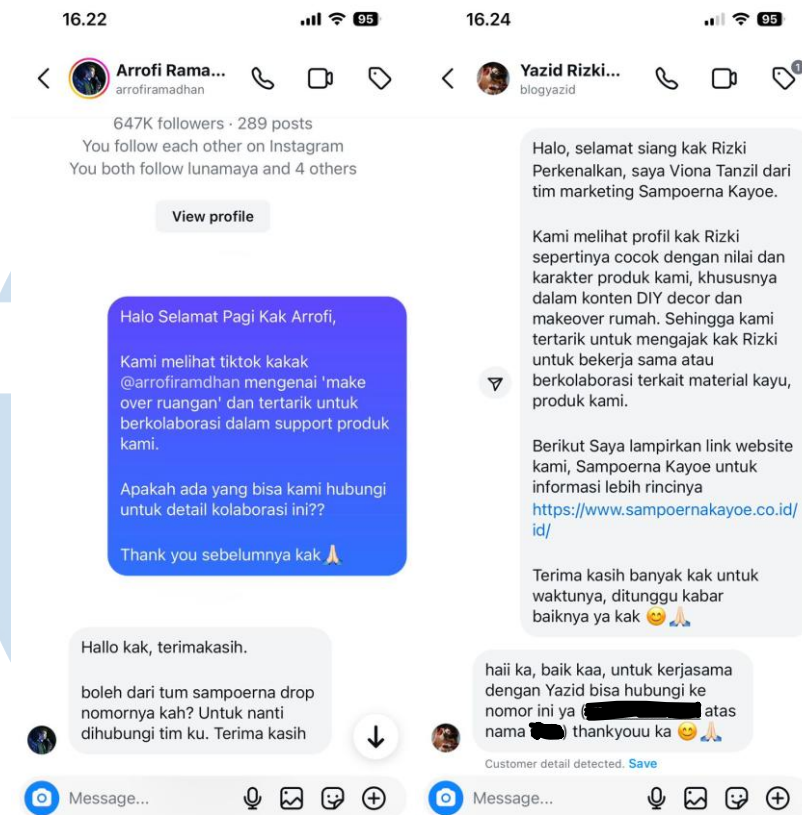 16.22
95
Arrofi Rama...
arrofiramadhan
647K followers · 289 posts
You follow each other on Instagram
You both follow lunamaya and 4 others
View profile
Halo Selamat Pagi Kak Arrofi,
Kami melihat tiktok kakak
@arroframdhan mengenai 'make
over ruangan' dan tertarik untuk
berkolaborasi dalam support produk
kami.
Apakah ada yang bisa kami hubungi
untuk detail kolaborasi ini??
Thank you sebelumnya kak 🙏🏻
Hallo kak, terimakasih.
boleh dari tum sampoerna drop
nomornya kah? Untuk nanti
dihubungi tim ku. Terima kasih
Message...
16.24
95
Yazid Rizki...
blogyazid
1
Halo, selamat siang kak Rizki
Perkenalkan, saya Viona Tanzil dari
tim marketing Sampoerna Kayoe.
Kami melihat profil kak Rizki
sepertinya cocok dengan nilai dan
karakter produk kami, khususnya
dalam konten DIY decor dan
makeover rumah. Sehingga kami
tertarik untuk mengajak kak Rizki
untuk bekerja sama atau
berkolaborasi terkait material kayu,
produk kami.
Berikut Saya lampirkan link website
kami, Sampoerna Kayoe untuk
informasi lebih rincinya
https://www.sampoernakayoe.co.id/
id/
Terima kasih banyak kak untuk
waktunya, ditunggu kabar
baiknya ya kak 😊🙏🏻
haii ka, baik kaa, untuk kerjasama
dengan Yazid bisa hubungi ke
nomor ini ya ( atas
nama ) thankyouu ka 😊🙏🏻
Customer detail detected. Save
Message...